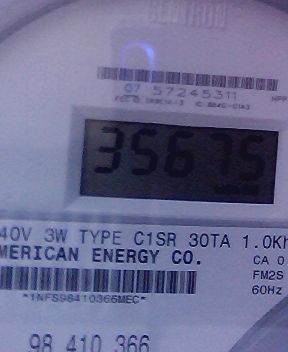 CENTRON
07 57245311
35675
40V 3W TYPE C1SR 30TA 1.0Kh
MERICAN ENERGY CO.
CA 0
FM2S
60Hz
*1NFS98410366MEC*
98 410 366